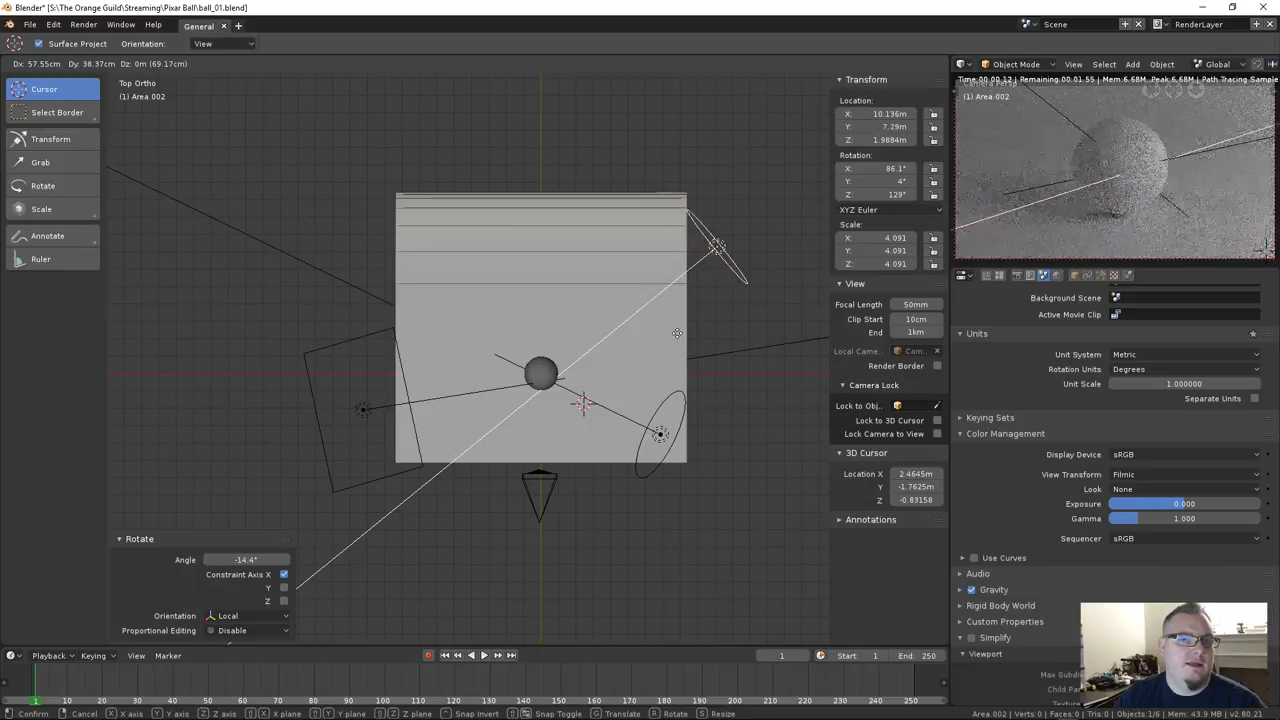 Blender* [S:\The Orange Guild\Streaming\Pixar Ball\ball_01.blend]
File Edit Render Window Help General + Scene RenderLayer
Surface Project Orientation: View
Object Mode View Select Add Object Global
Dx: 57.55cm Dy: 38.37cm Dz: 0m (69.17cm)
Top Ortho
(1) Area.002
Cursor
Select Border
Transform
Grab
Rotate
Scale
Annotate
Ruler
Rotate
Angle -14.4°
Constraint Axis X
Y
Z
Orientation Local
Proportional Editing Disable
Transform
Location:
X: 10.136m
Y: 7.29m
Z: 1.9884m
Rotation:
X: 86.1°
Y: 4°
Z: 129°
XYZ Euler
Scale:
X: 4.091
Y: 4.091
Z: 4.091
View
Focal Length 50mm
Clip Start 10cm
End 1km
Local Came.. Cam..
Render Border
Camera Lock
Lock to Obj..
Lock to 3D Cursor
Lock Camera to View
3D Cursor
Location X 2.4645m
Y -1.7625m
Z -0.83158
Annotations
Time:00:00.12 | Remaining:00:01.55 | Mem:6.68M, Peak:6.68M | Path Tracing Sample
Camera Persp
(1) Area.002
Background Scene
Active Movie Clip
Units
Unit System Metric
Rotation Units Degrees
Unit Scale 1.000000
Separate Units
Keying Sets
Color Management
Display Device sRGB
View Transform Filmic
Look None
Exposure 0.000
Gamma 1.000
Sequencer sRGB
Use Curves
Audio
Gravity
Rigid Body World
Custom Properties
Simplify
Viewport
Max Subdiv
Child Par
Playback Keying View Marker 1 Start: 1 End: 250
1 10 20 30 40 50 60 70 80 90 100 110 120 130 140 150 160 170 180 190 200 210 220 230 240 250
Confirm Cancel X X axis Y Y axis Z Z axis X X plane Y Y plane Z Z plane Snap Invert Snap Toggle G Translate R Rotate S Resize
Area.002 | Verts:0 | Faces:0 | Tris:0 | Objects:1/6 | Mem: 43.9 MB | v2.80.21